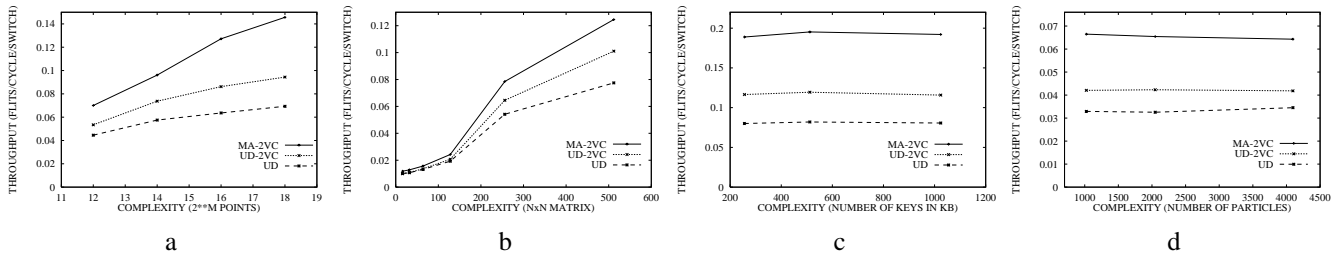 THROUGHPUT (FLITS/CYCLE/SWITCH)
0.14
0.12
0.1
0.08
0.06
0.04
0.02
0
MA-2VC
UD-2VC
UD
11 12 13 14 15 16 17 18 19
COMPLEXITY (2**M POINTS)
a
THROUGHPUT (FLITS/CYCLE/SWITCH)
0.12
0.1
0.08
0.06
0.04
0.02
0
MA-2VC
UD-2VC
UD
0 100 200 300 400 500 600
COMPLEXITY (NxN MATRIX)
b
THROUGHPUT (FLITS/CYCLE/SWITCH)
0.2
0.15
0.1
0.05
0
MA-2VC
UD-2VC
UD
400 600 800 1000 1200
COMPLEXITY (NUMBER OF KEYS IN KB)
c
THROUGHPUT (FLITS/CYCLE/SWITCH)
0.07
0.06
0.05
0.04
0.03
0.02
0.01
0
MA-2VC
UD-2VC
UD
1000 1500 2000 2500 3000 3500 4000 4500
COMPLEXITY (NUMBER OF PARTICLES)
d